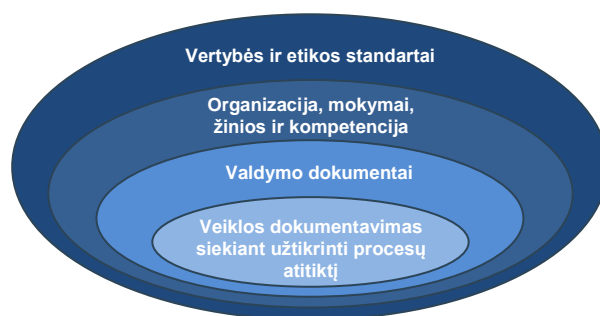 Vertybės ir etikos standartai
Organizacija, mokymai,
žinios ir kompetencija
Valdymo dokumentai
Veiklos dokumentavimas
siekiant užtikrinti procesų
atitiktį